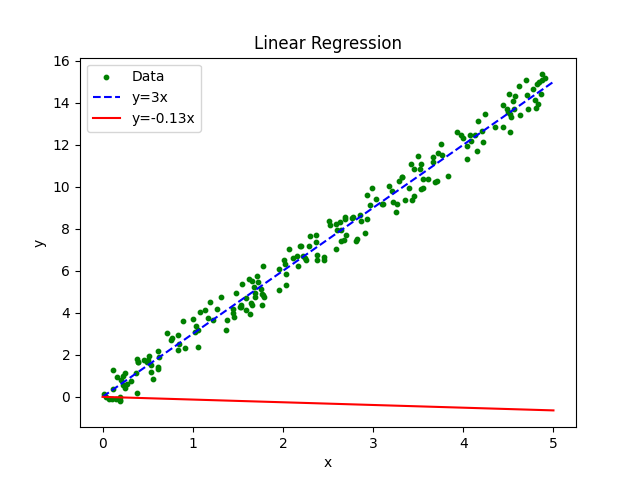 Linear Regression
Data
y=3x
y=-0.13x
16
14
12
10
8
6
4
2
0
y
0 1 2 3 4 5
x